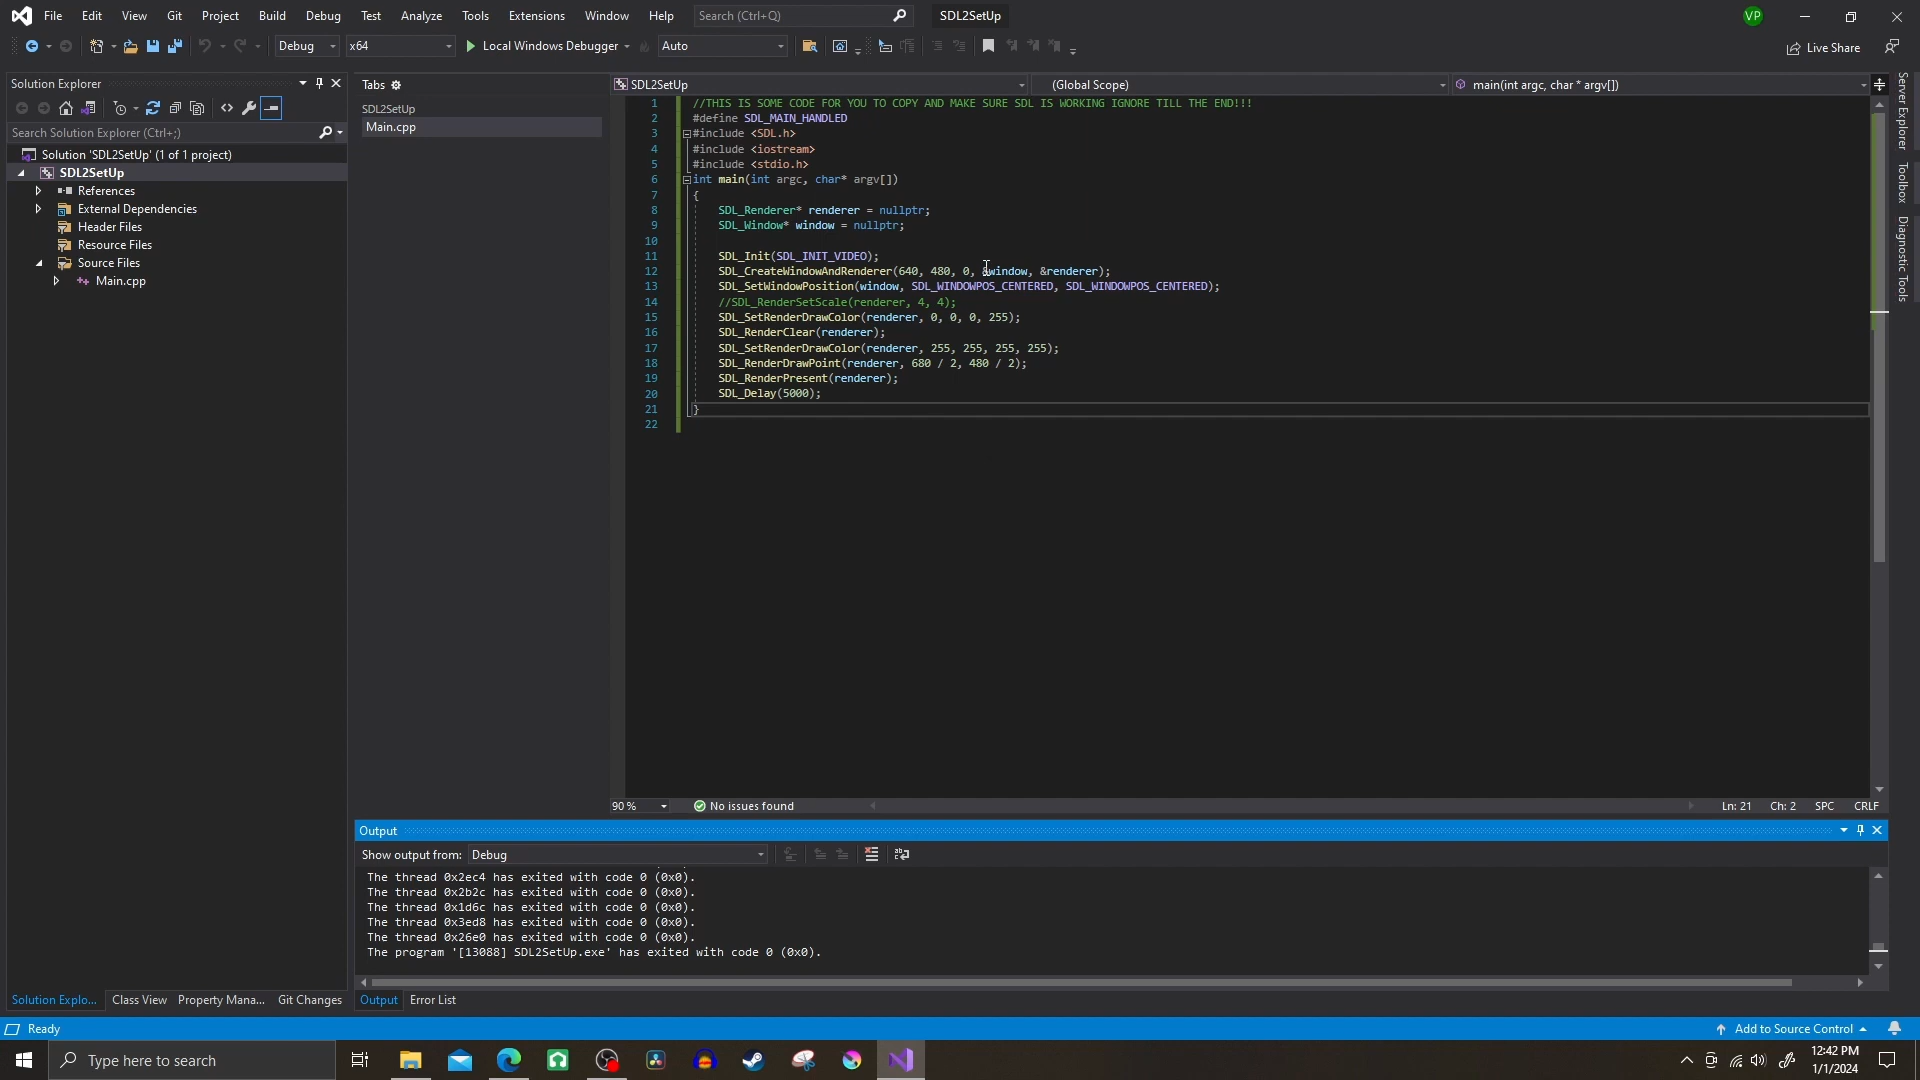 File Edit View Git Project Build Debug Test Analyze Tools Extensions Window Help Search (Ctrl+Q) SDL2SetUp VP
Debug x64 Local Windows Debugger Auto Live Share
Solution Explorer
Search Solution Explorer (Ctrl+;)
Solution 'SDL2SetUp' (1 of 1 project)
SDL2SetUp
References
External Dependencies
Header Files
Resource Files
Source Files
Main.cpp
Tabs
SDL2SetUp
Main.cpp
SDL2SetUp (Global Scope) main(int argc, char * argv[])
1 //THIS IS SOME CODE FOR YOU TO COPY AND MAKE SURE SDL IS WORKING IGNORE TILL THE END!!!
2 #define SDL_MAIN_HANDLED
3 #include <SDL.h>
4 #include <iostream>
5 #include <stdio.h>
6 int main(int argc, char* argv[])
7 {
8 SDL_Renderer* renderer = nullptr;
9 SDL_Window* window = nullptr;
10
11 SDL_Init(SDL_INIT_VIDEO);
12 SDL_CreateWindowAndRenderer(640, 480, 0, &window, &renderer);
13 SDL_SetWindowPosition(window, SDL_WINDOWPOS_CENTERED, SDL_WINDOWPOS_CENTERED);
14 //SDL_RenderSetScale(renderer, 4, 4);
15 SDL_SetRenderDrawColor(renderer, 0, 0, 0, 255);
16 SDL_RenderClear(renderer);
17 SDL_SetRenderDrawColor(renderer, 255, 255, 255, 255);
18 SDL_RenderDrawPoint(renderer, 680 / 2, 480 / 2);
19 SDL_RenderPresent(renderer);
20 SDL_Delay(5000);
21 }
22
90 % No issues found Ln: 21 Ch: 2 SPC CRLF
Server Explorer
Toolbox
Diagnostic Tools
Output
Show output from: Debug
The thread 0x2ec4 has exited with code 0 (0x0).
The thread 0x2b2c has exited with code 0 (0x0).
The thread 0x1d6c has exited with code 0 (0x0).
The thread 0x3ed8 has exited with code 0 (0x0).
The thread 0x26e0 has exited with code 0 (0x0).
The program '[13088] SDL2SetUp.exe' has exited with code 0 (0x0).
Solution Explo... Class View Property Mana... Git Changes Output Error List
Ready Add to Source Control
Type here to search
12:42 PM
1/1/2024